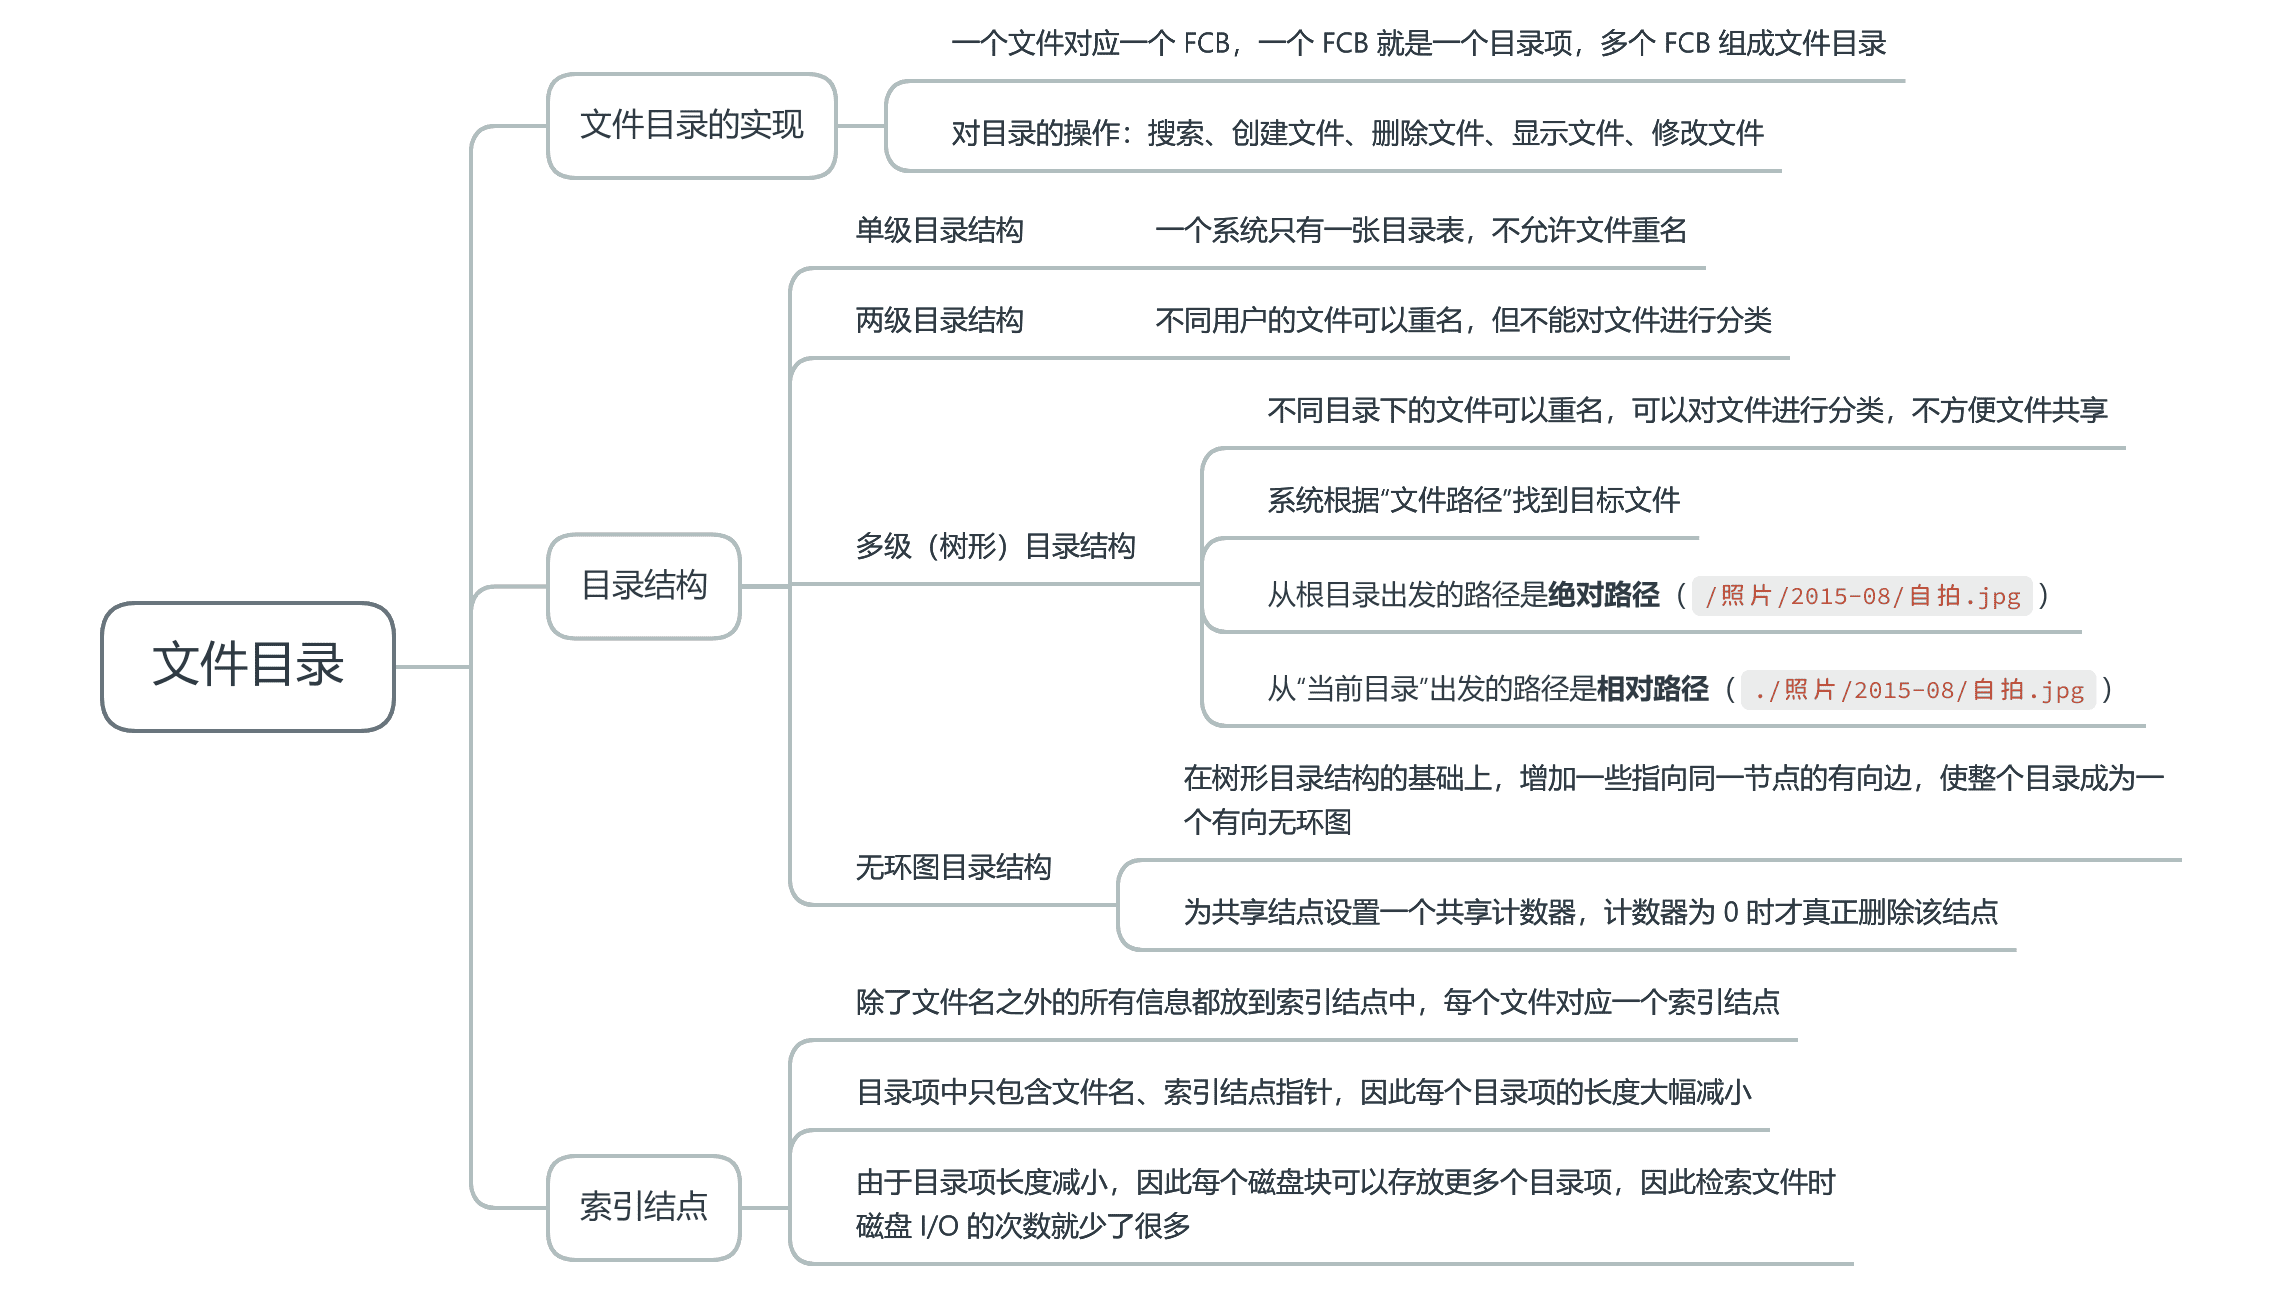 文件目录
文件目录的实现
一个文件对应一个 FCB，一个 FCB 就是一个目录项，多个 FCB 组成文件目录
对目录的操作：搜索、创建文件、删除文件、显示文件、修改文件
目录结构
单级目录结构
一个系统只有一张目录表，不允许文件重名
两级目录结构
不同用户的文件可以重名，但不能对文件进行分类
多级（树形）目录结构
不同目录下的文件可以重名，可以对文件进行分类，不方便文件共享
系统根据“文件路径”找到目标文件
从根目录出发的路径是绝对路径（/照片/2015-08/自拍.jpg）
从“当前目录”出发的路径是相对路径（./照片/2015-08/自拍.jpg）
无环图目录结构
在树形目录结构的基础上，增加一些指向同一节点的有向边，使整个目录成为一
个有向无环图
为共享结点设置一个共享计数器，计数器为 0 时才真正删除该结点
索引结点
除了文件名之外的所有信息都放到索引结点中，每个文件对应一个索引结点
目录项中只包含文件名、索引结点指针，因此每个目录项的长度大幅减小
由于目录项长度减小，因此每个磁盘块可以存放更多个目录项，因此检索文件时
磁盘 I/O 的次数就少了很多